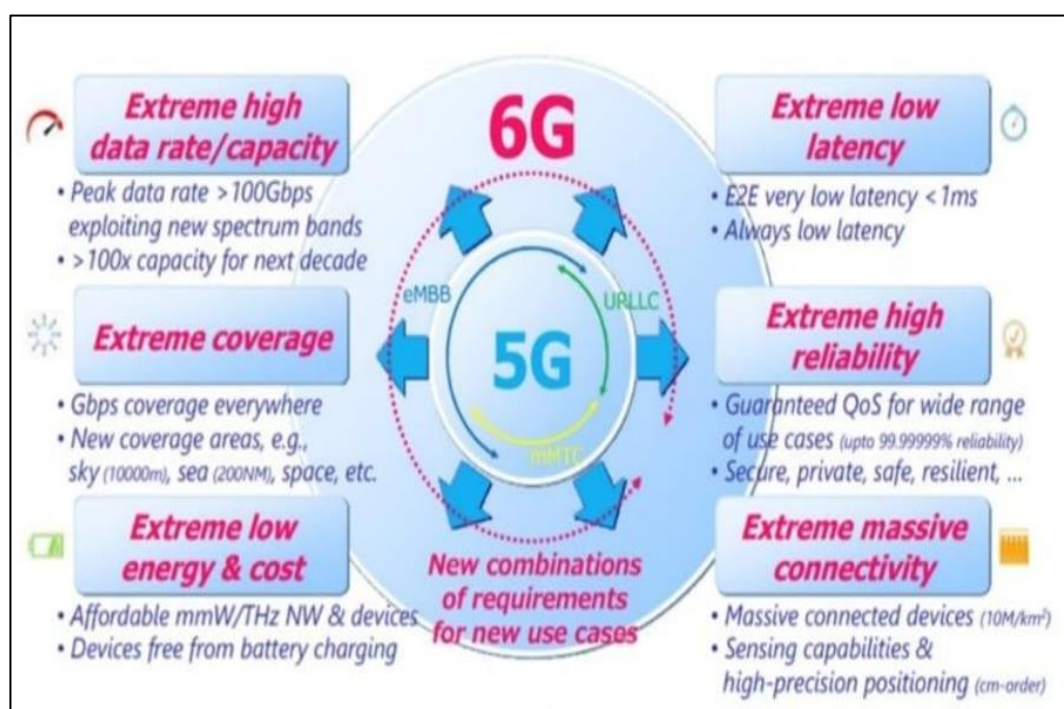 Extreme high
data rate/capacity
• Peak data rate >100Gbps
exploiting new spectrum bands
• >100x capacity for next decade
Extreme coverage
• Gbps coverage everywhere
• New coverage areas, e.g.,
sky (10000m), sea (200NM), space, etc.
Extreme low
energy & cost
• Affordable mmW/THz NW & devices
• Devices free from battery charging
6G
eMBB
URLLC
5G
mMTC
New combinations
of requirements
for new use cases
Extreme low
latency
• E2E very low latency <1ms
• Always low latency
Extreme high
reliability
• Guaranteed QoS for wide range
of use cases (upto 99.99999% reliability)
• Secure, private, safe, resilient, ...
Extreme massive
connectivity
• Massive connected devices (10M/km²)
• Sensing capabilities &
high-precision positioning (cm-order)